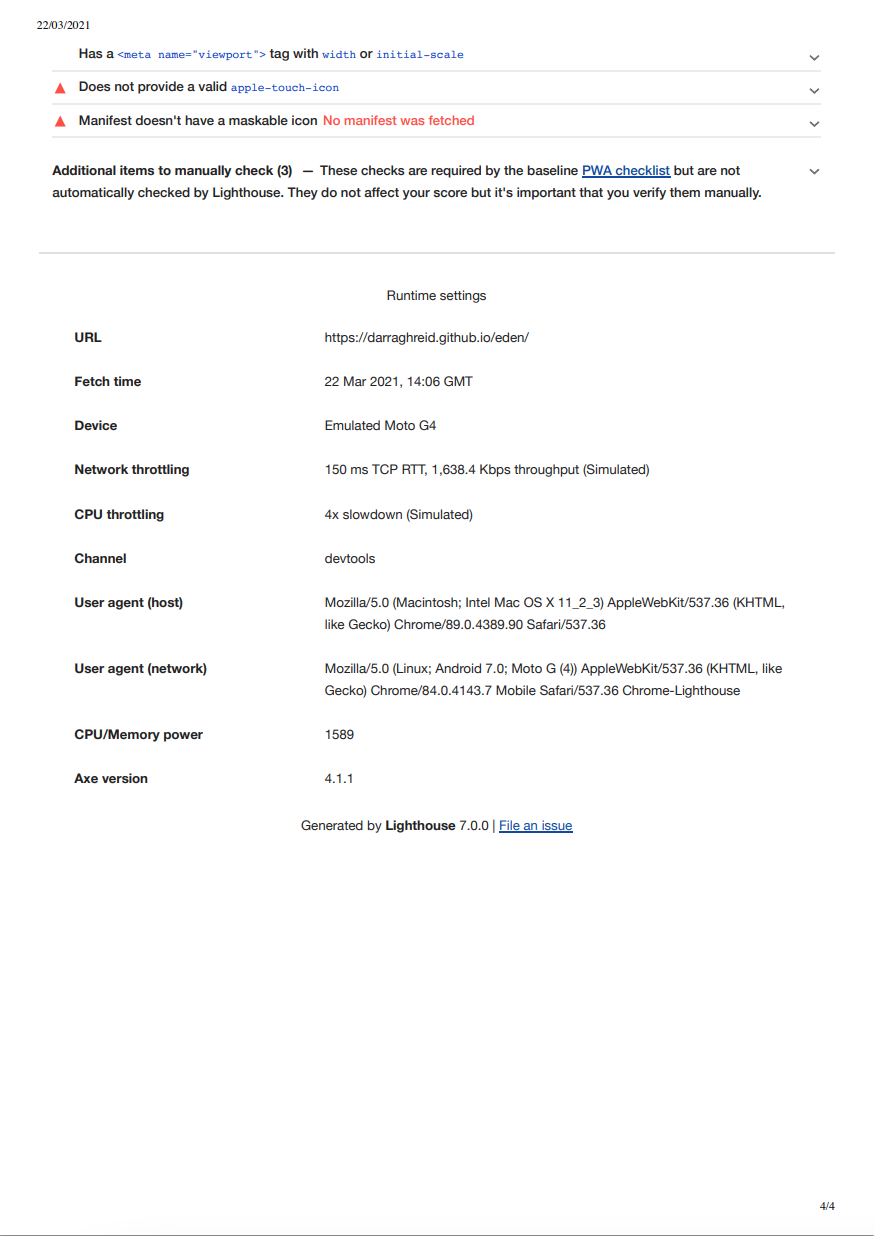 22/03/2021
Has a <meta name="viewport"> tag with width or initial-scale
Does not provide a valid apple-touch-icon
Manifest doesn't have a maskable icon No manifest was fetched
Additional items to manually check (3) — These checks are required by the baseline PWA checklist but are not
automatically checked by Lighthouse. They do not affect your score but it's important that you verify them manually.
Runtime settings
URL https://darraghreid.github.io/eden/
Fetch time 22 Mar 2021, 14:06 GMT
Device Emulated Moto G4
Network throttling 150 ms TCP RTT, 1,638.4 Kbps throughput (Simulated)
CPU throttling 4x slowdown (Simulated)
Channel devtools
User agent (host) Mozilla/5.0 (Macintosh; Intel Mac OS X 11_2_3) AppleWebKit/537.36 (KHTML,
like Gecko) Chrome/89.0.4389.90 Safari/537.36
User agent (network) Mozilla/5.0 (Linux; Android 7.0; Moto G (4)) AppleWebKit/537.36 (KHTML, like
Gecko) Chrome/84.0.4143.7 Mobile Safari/537.36 Chrome-Lighthouse
CPU/Memory power 1589
Axe version 4.1.1
Generated by Lighthouse 7.0.0 | File an issue
4/4